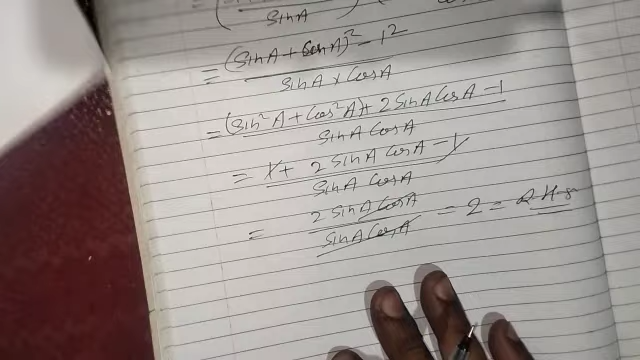 sinA
= (sinA + cosA)² - 1²
sinA x cosA
= (sin²A + cos²A) + 2 sinA cosA - 1
sinA cosA
= 1 + 2 sinA cosA - 1
sinA cosA
= 2 sinA cosA
sinA cosA
= 2 = R.H.S